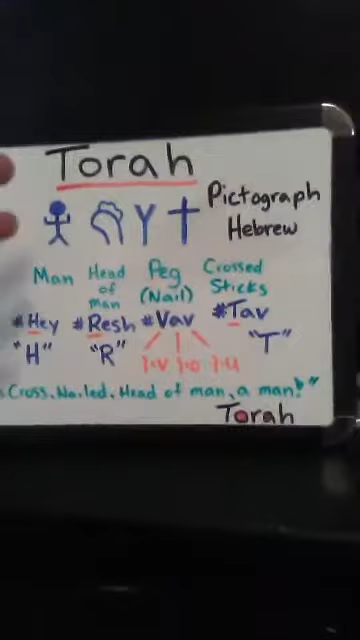 Torah
Pictograph
Hebrew
Man Head of man Peg (Nail) Crossed Sticks
#Hey #Resh #Vav #Tav
"H" "R" "T"
Cross. Nailed. Head of man, a man!"
Torah